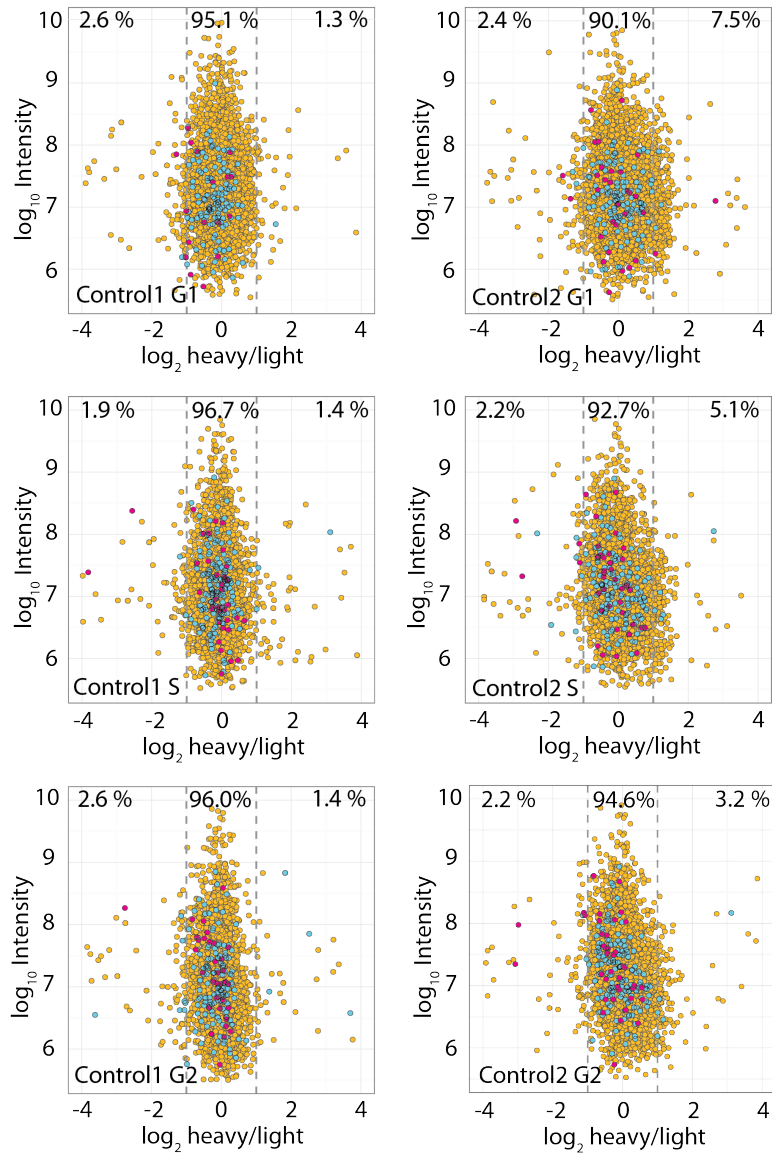 2.6 % 95.1 % 1.3 %
9
8
7
6
log10 Intensity
Control1 G1
-4 -2 0 2 4
log2 heavy/light
2.4 % 90.1% 7.5%
9
8
7
6
log10 Intensity
Control2 G1
-4 -2 0 2 4
log2 heavy/light
10
1.9 % 96.7 % 1.4 %
9
8
7
6
log10 Intensity
Control1 S
-4 -2 0 2 4
log2 heavy/light
10
2.2% 92.7% 5.1%
9
8
7
6
log10 Intensity
Control2 S
-4 -2 0 2 4
log2 heavy/light
10
2.6 % 96.0% 1.4 %
9
8
7
6
log10 Intensity
Control1 G2
-4 -2 0 2 4
log2 heavy/light
10
2.2 % 94.6% 3.2 %
9
8
7
6
log10 Intensity
Control2 G2
-4 -2 0 2 4
log2 heavy/light